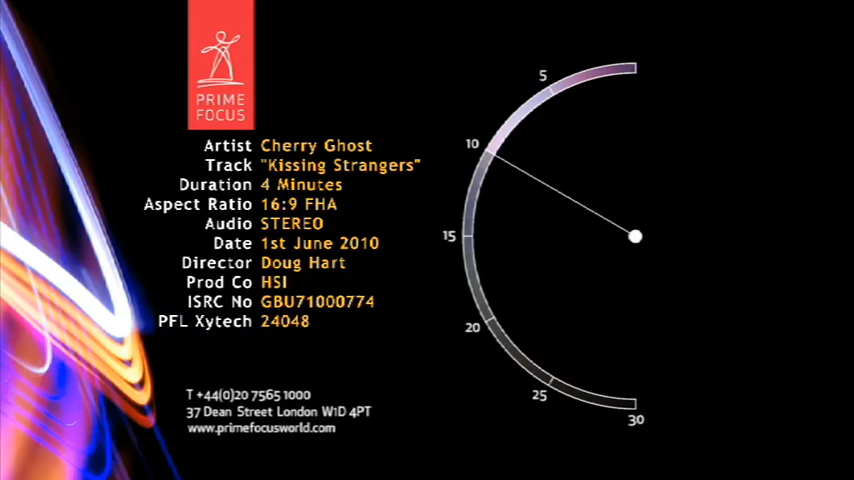 PRIME
FOCUS
Artist Cherry Ghost
Track "Kissing Strangers"
Duration 4 Minutes
Aspect Ratio 16:9 FHA
Audio STEREO
Date 1st June 2010
Director Doug Hart
Prod Co HSI
ISRC No GBU71000774
PFL Xytech 24048
T +44(0)20 7565 1000
37 Dean Street London W1D 4PT
www.primefocusworld.com
5
10
15
20
25
30